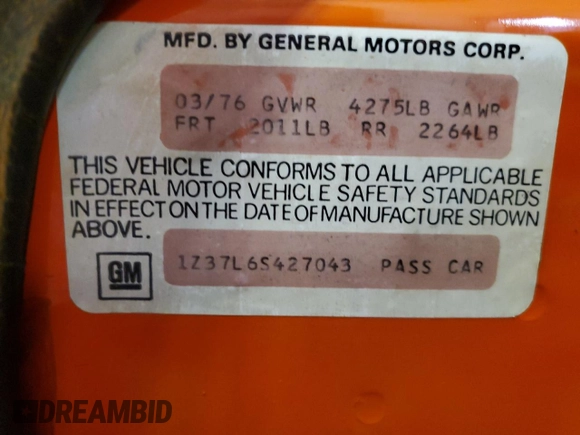 MFD. BY GENERAL MOTORS CORP.
03/76 GVWR 4275LB GAWR
FRT 2011LB RR 2264LB
THIS VEHICLE CONFORMS TO ALL APPLICABLE
FEDERAL MOTOR VEHICLE SAFETY STANDARDS
IN EFFECT ON THE DATE OF MANUFACTURE SHOWN
ABOVE.
GM
1Z37L6S427043 PASS CAR
DREAMBID